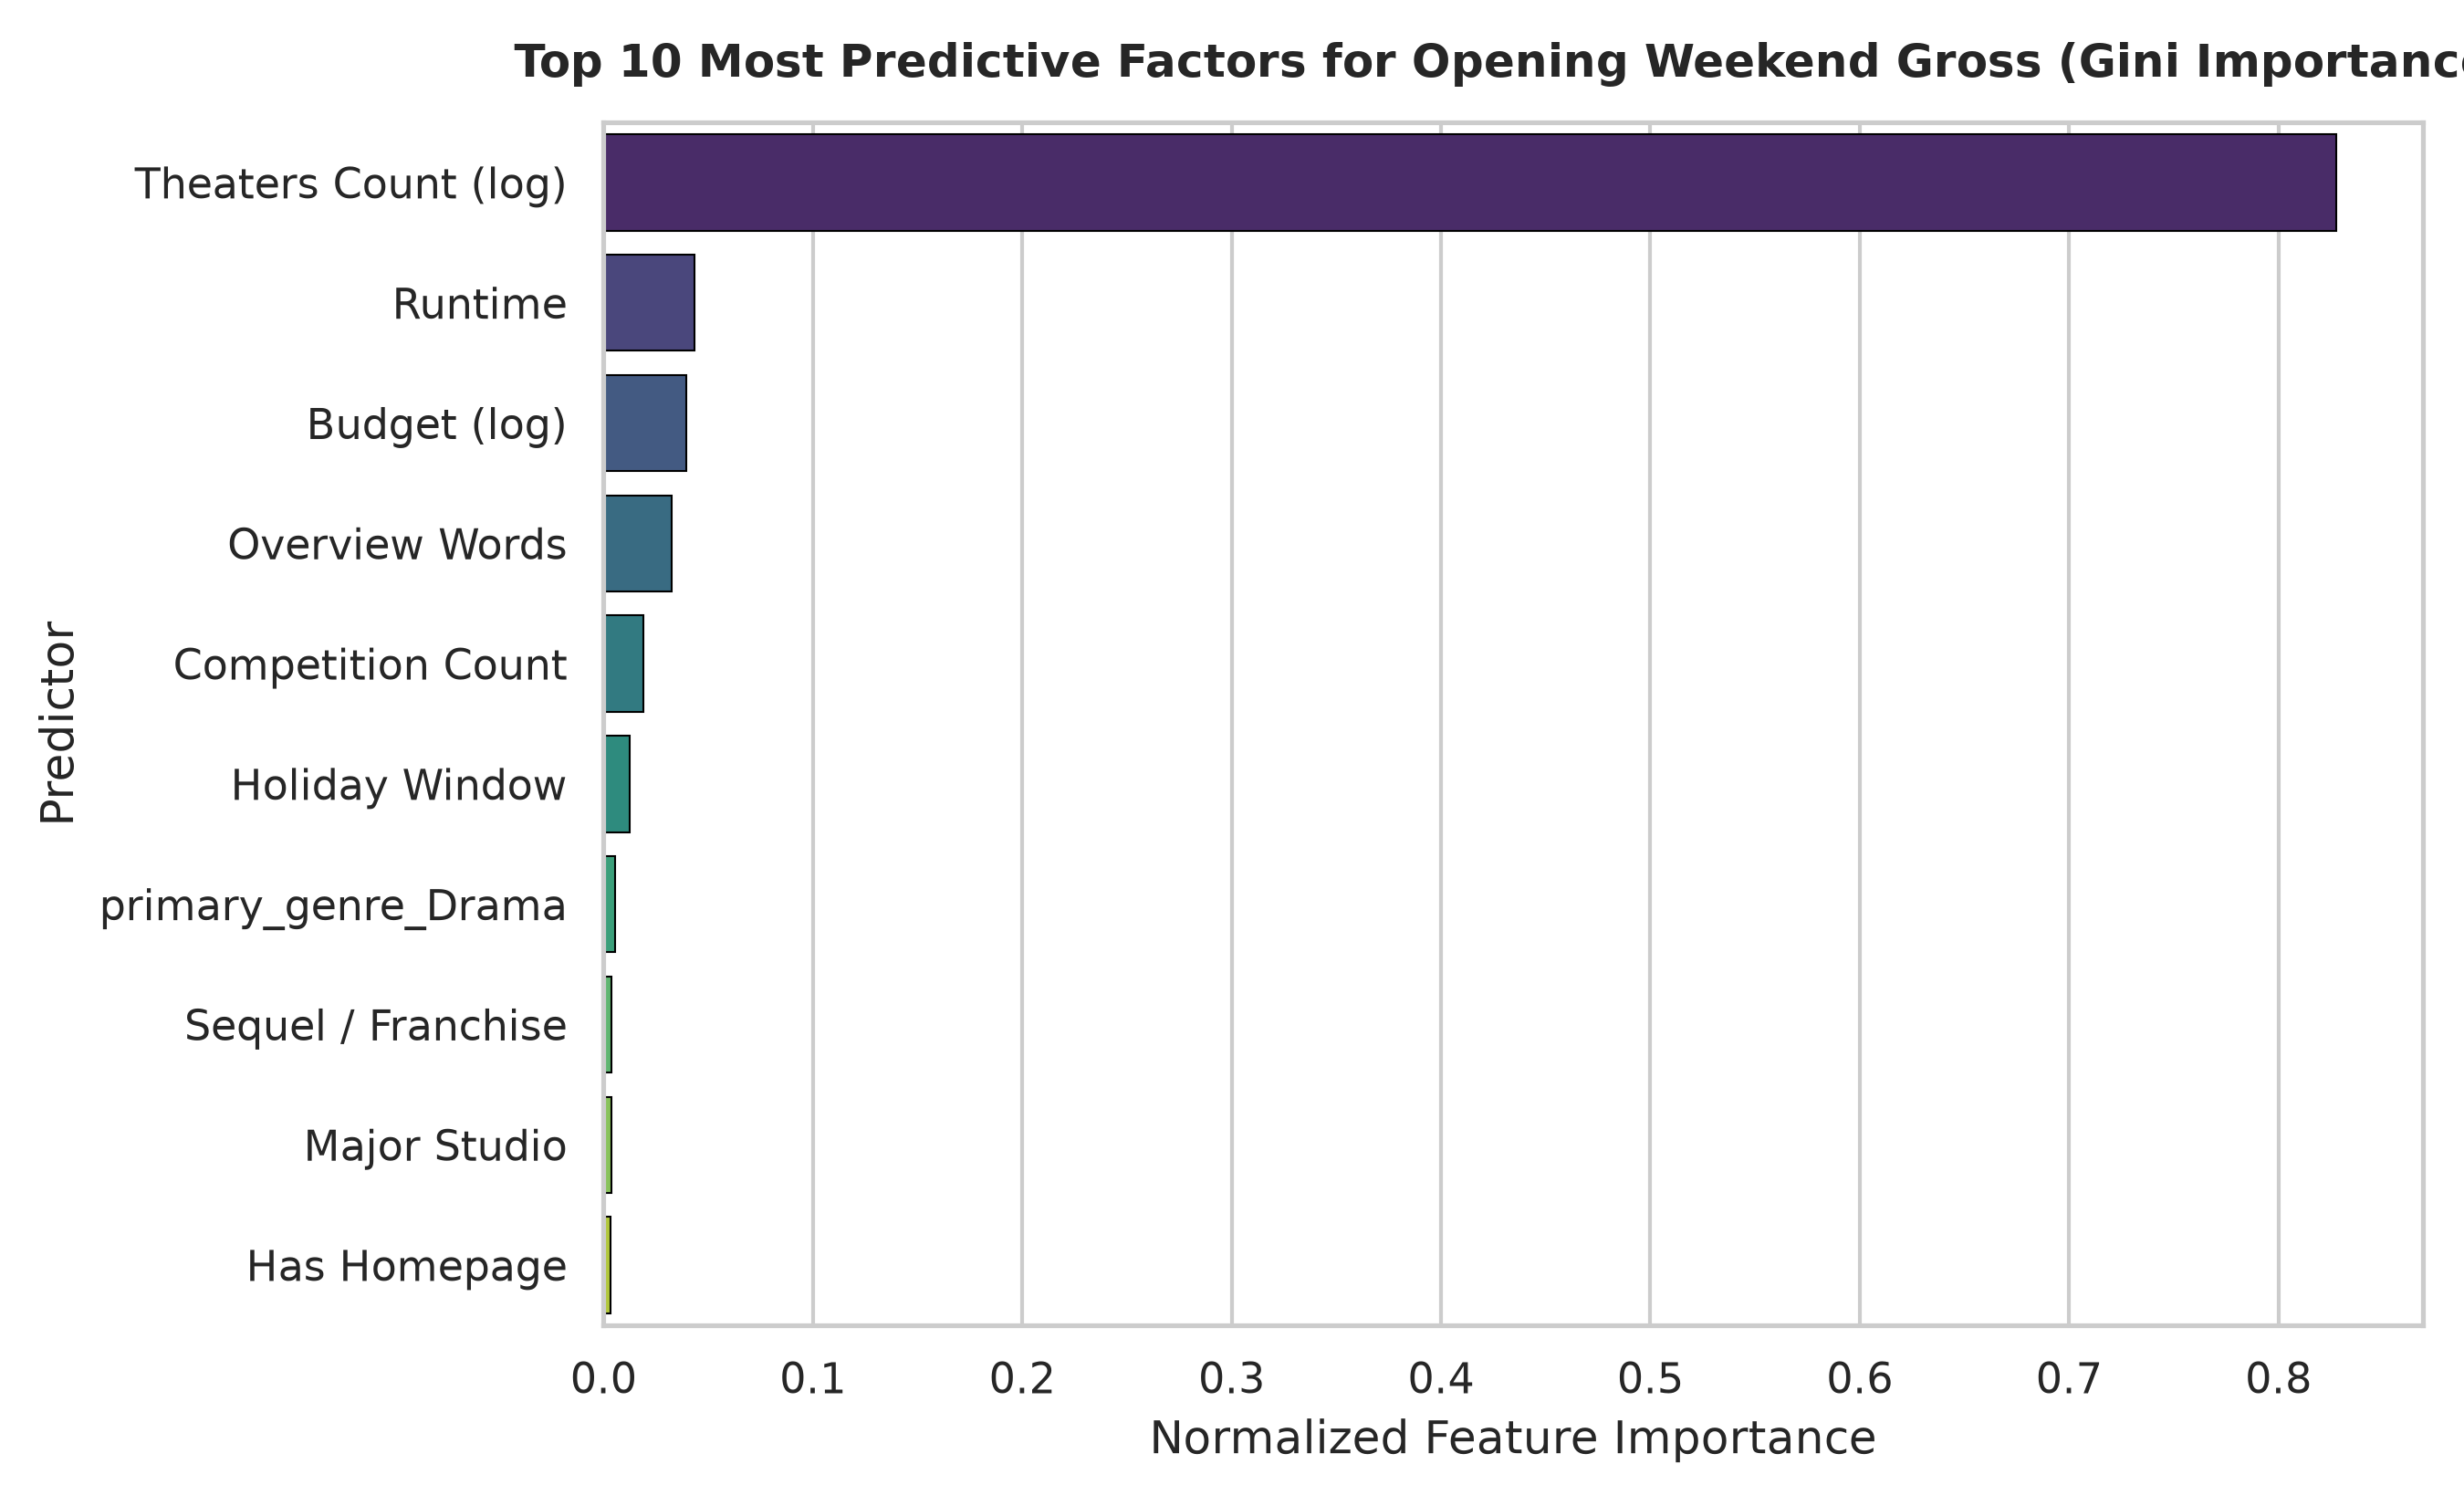 Top 10 Most Predictive Factors for Opening Weekend Gross (Gini Importanc
Theaters Count (log)
Runtime
Budget (log)
Overview Words
Competition Count
Holiday Window
primary_genre_Drama
Sequel / Franchise
Major Studio
Has Homepage
Predictor
0.0 0.1 0.2 0.3 0.4 0.5 0.6 0.7 0.8
Normalized Feature Importance